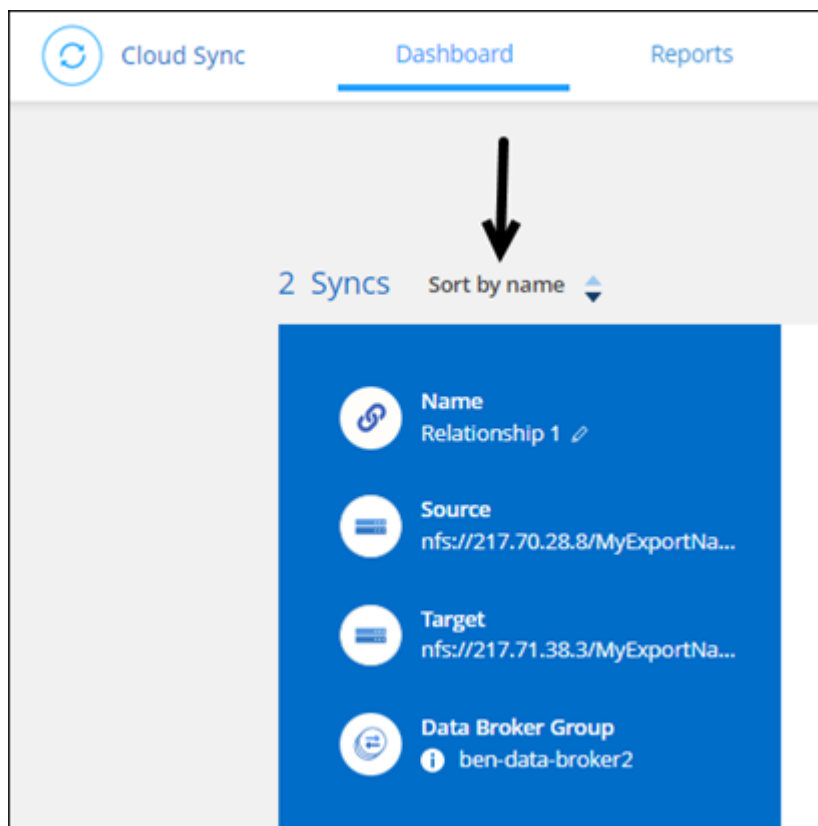 Cloud Sync
Dashboard
Reports
2 Syncs
Sort by name
Name
Relationship 1
Source
nfs://217.70.28.8/MyExportNa...
Target
nfs://217.71.38.3/MyExportNa...
Data Broker Group
ben-data-broker2